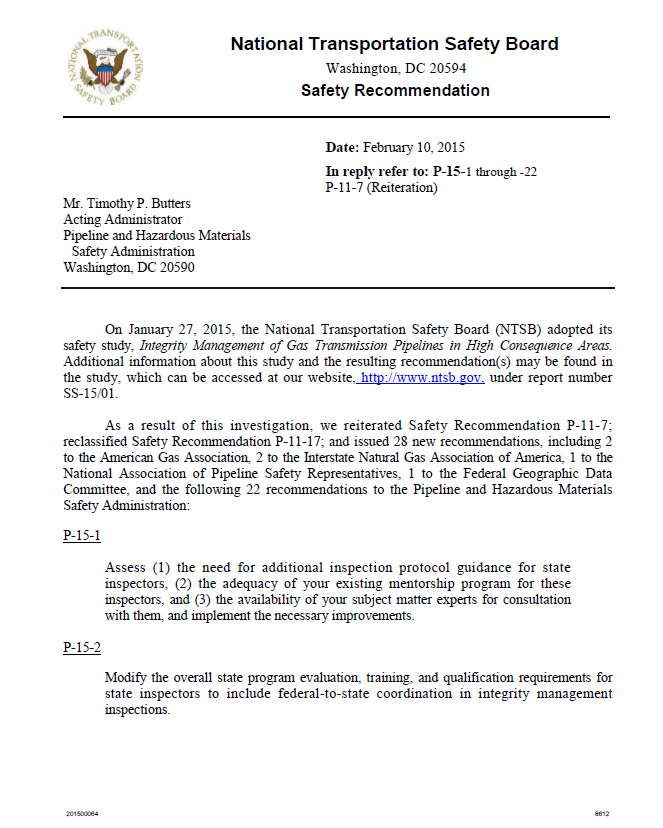 NATIONAL TRANSPORTATION
SAFETY BOARD
National Transportation Safety Board
Washington, DC 20594
Safety Recommendation
Date: February 10, 2015
In reply refer to: P-15-1 through -22
P-11-7 (Reiteration)
Mr. Timothy P. Butters
Acting Administrator
Pipeline and Hazardous Materials
Safety Administration
Washington, DC 20590
On January 27, 2015, the National Transportation Safety Board (NTSB) adopted its
safety study, Integrity Management of Gas Transmission Pipelines in High Consequence Areas.
Additional information about this study and the resulting recommendation(s) may be found in
the study, which can be accessed at our website, http://www.ntsb.gov, under report number
SS-15/01.
As a result of this investigation, we reiterated Safety Recommendation P-11-7;
reclassified Safety Recommendation P-11-17; and issued 28 new recommendations, including 2
to the American Gas Association, 2 to the Interstate Natural Gas Association of America, 1 to the
National Association of Pipeline Safety Representatives, 1 to the Federal Geographic Data
Committee, and the following 22 recommendations to the Pipeline and Hazardous Materials
Safety Administration:
P-15-1
Assess (1) the need for additional inspection protocol guidance for state
inspectors, (2) the adequacy of your existing mentorship program for these
inspectors, and (3) the availability of your subject matter experts for consultation
with them, and implement the necessary improvements.
P-15-2
Modify the overall state program evaluation, training, and qualification requirements for
state inspectors to include federal-to-state coordination in integrity management
inspections.
201500064
8612